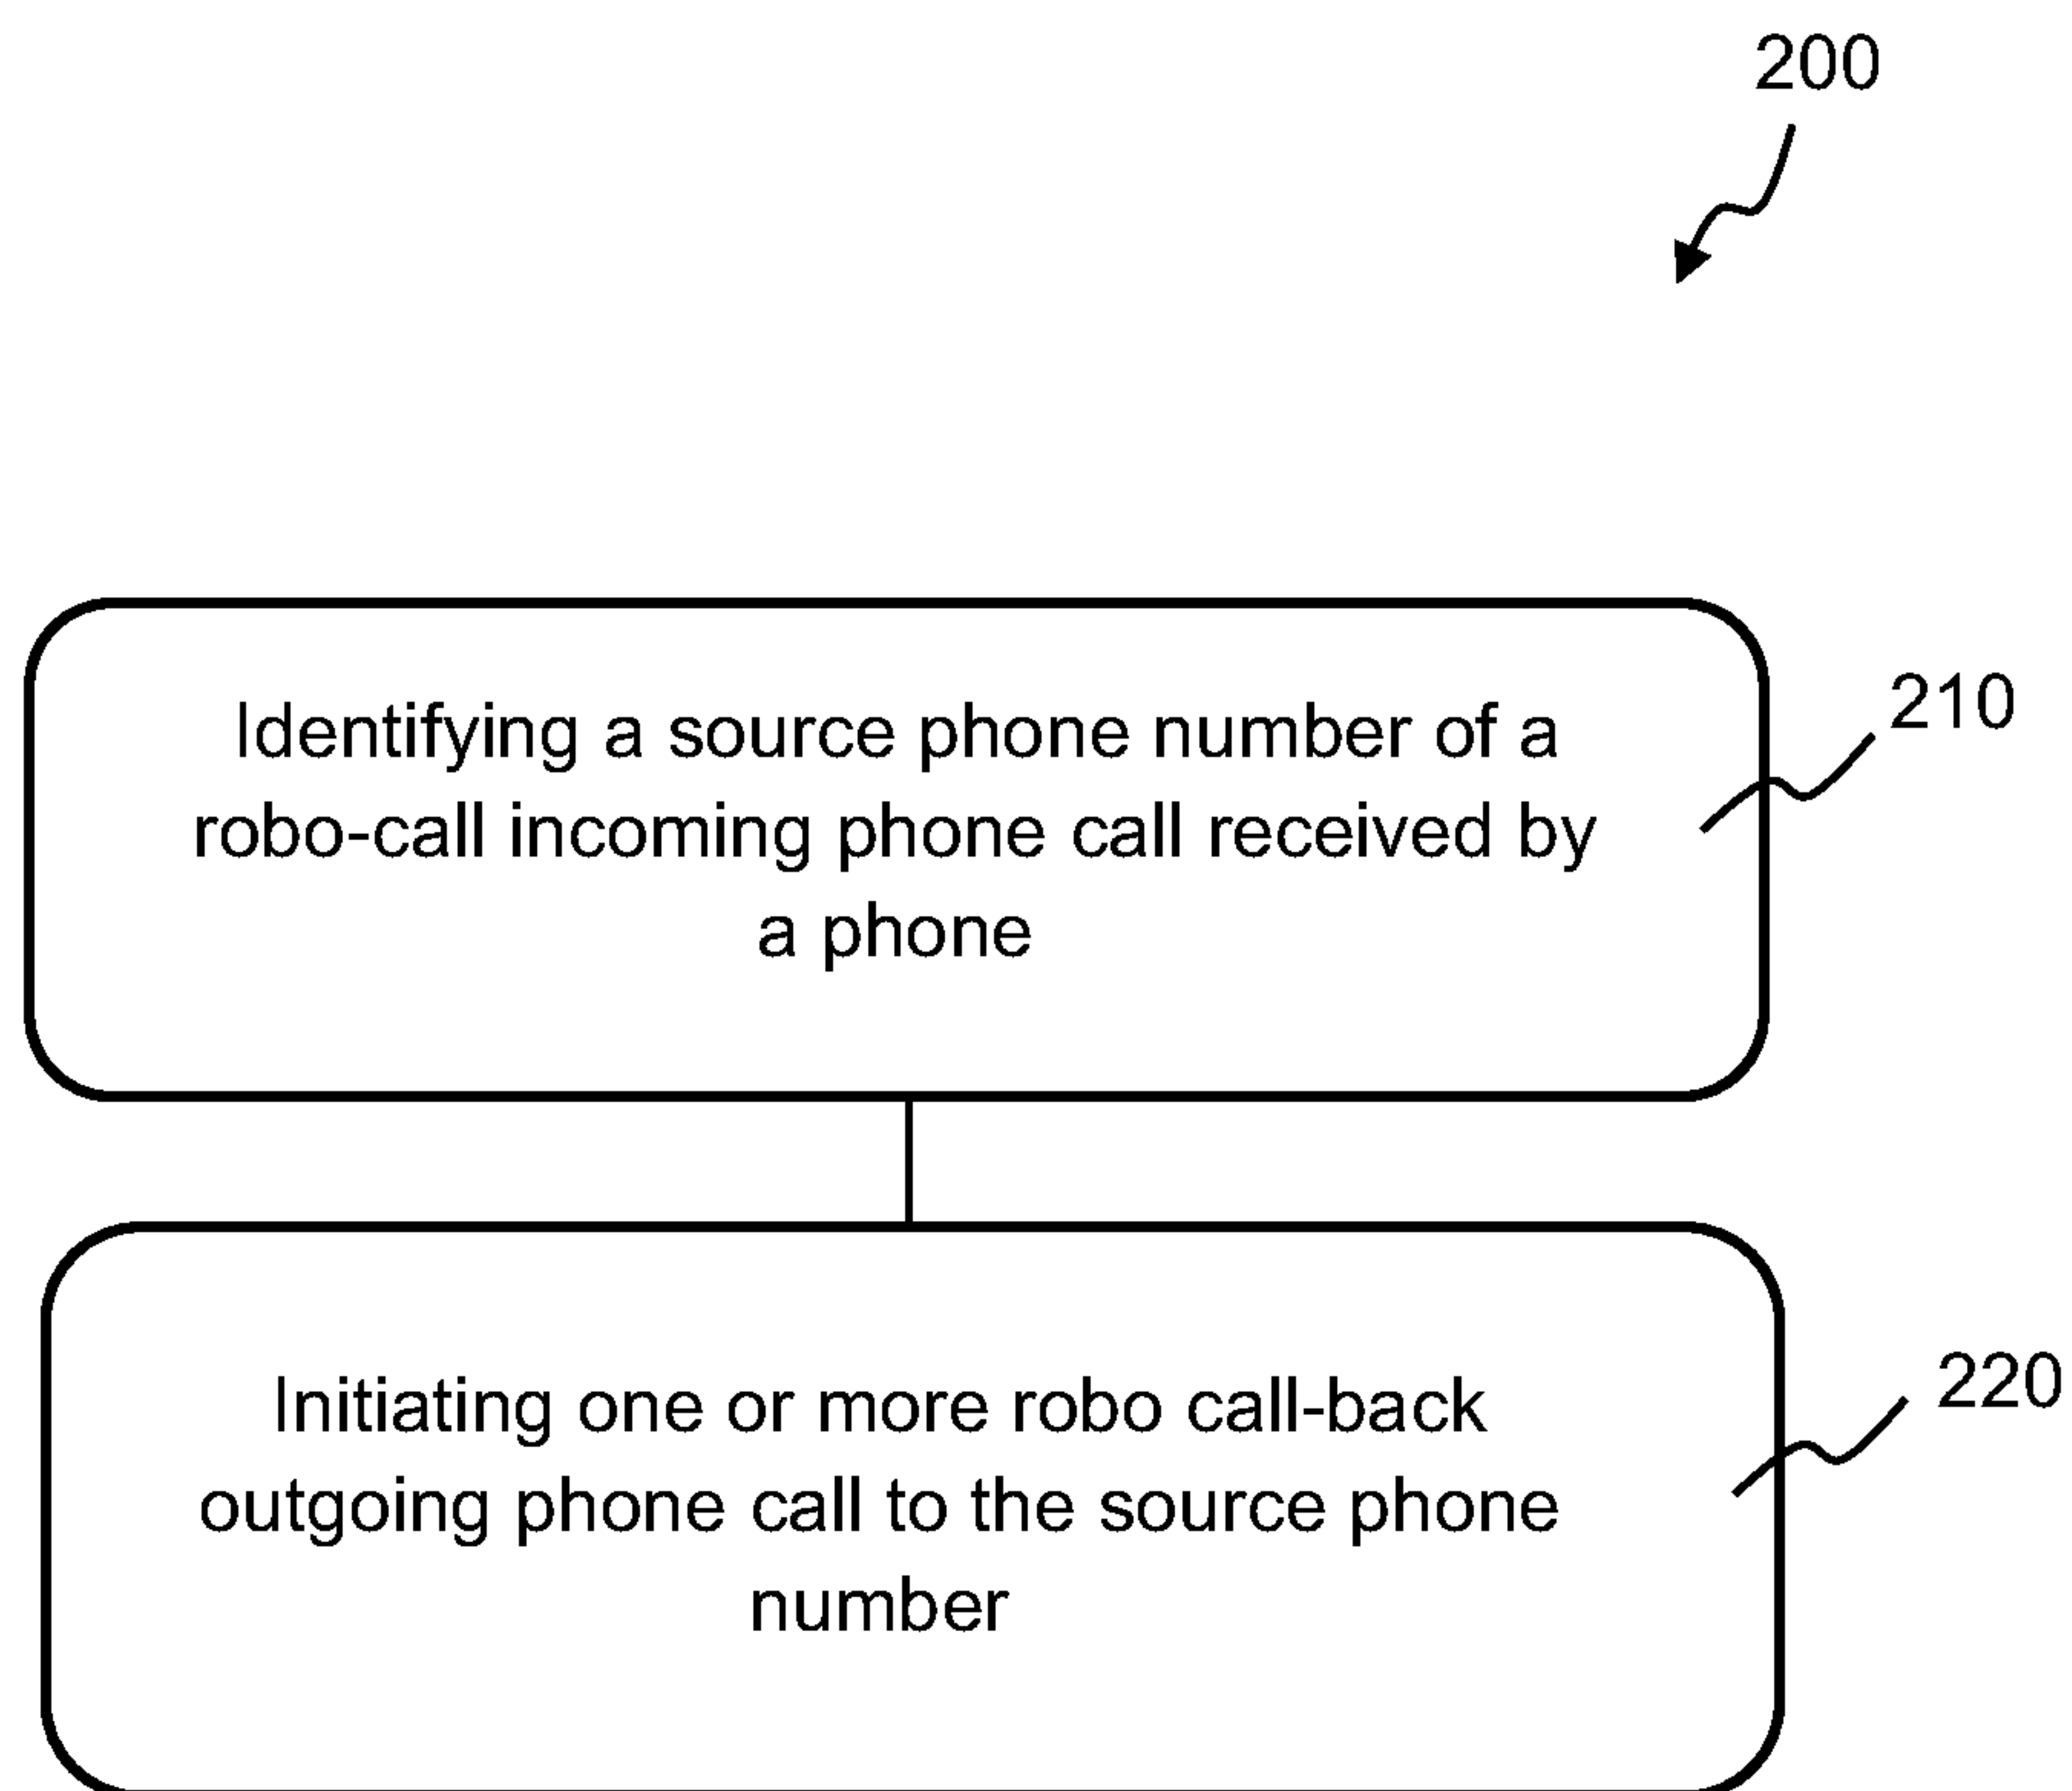 200
Identifying a source phone number of a
robo-call incoming phone call received by
a phone
210
Initiating one or more robo call-back
outgoing phone call to the source phone
number
220